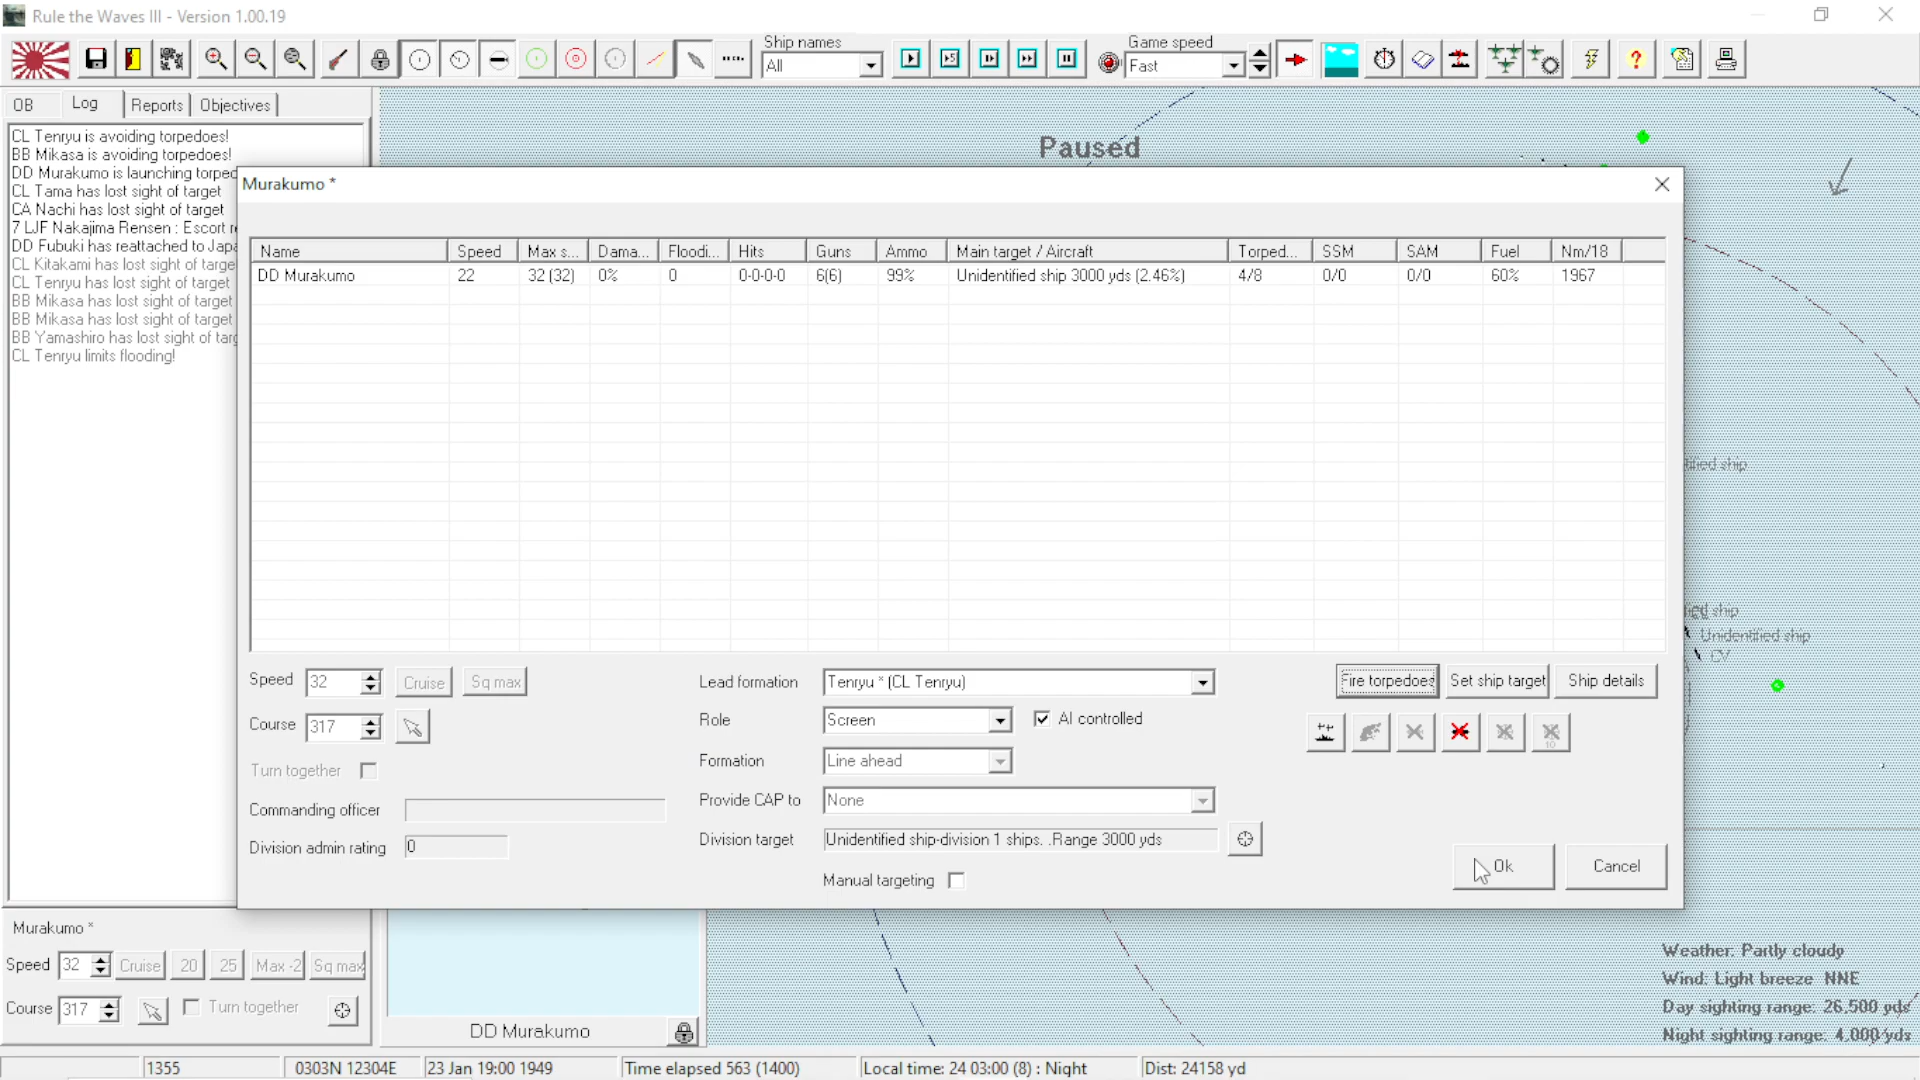 Rule the Waves III - Version 1.00.19
Ship names
All
Game speed
Fast
OB
Log
Reports
Objectives
CL Tenryu is avoiding torpedoes!
BB Mikasa is avoiding torpedoes!
DD Murakumo is launching torped
CL Tama has lost sight of target
CA Nachi has lost sight of target
7 LJF Nakajima Rensen : Escort r
DD Fubuki has reattached to Japa
CL Kitakami has lost sight of targe
CL Tenryu has lost sight of target
BB Mikasa has lost sight of target
BB Mikasa has lost sight of target
BB Yamashiro has lost sight of targ
CL Tenryu limits flooding!
Paused
Murakumo *
Name Speed Max s... Dama... Floodi... Hits Guns Ammo Main target / Aircraft Torped... SSM SAM Fuel Nm/18
DD Murakumo 22 32 (32) 0% 0 0-0-0-0 6(6) 99% Unidentified ship 3000 yds (2.46%) 4/8 0/0 0/0 60% 1967
Speed 32 Cruise Sq max
Course 317
Turn together
Commanding officer
Division admin rating 0
Lead formation Tenryu * (CL Tenryu)
Role Screen AI controlled
Formation Line ahead
Provide CAP to None
Division target Unidentified ship-division 1 ships. .Range 3000 yds
Manual targeting
Fire torpedoes Set ship target Ship details
10
Ok Cancel
tified ship
ied ship
Unidentified ship
CV
Murakumo *
Speed 32 Cruise 20 25 Max -2 Sq max
Course 317 Turn together
DD Murakumo
Weather: Partly cloudy
Wind: Light breeze NNE
Day sighting range: 26,500 yds
Night sighting range: 4,000 yds
1355
0303N 12304E
23 Jan 19:00 1949
Time elapsed 563 (1400)
Local time: 24 03:00 (8) : Night
Dist: 24158 yd